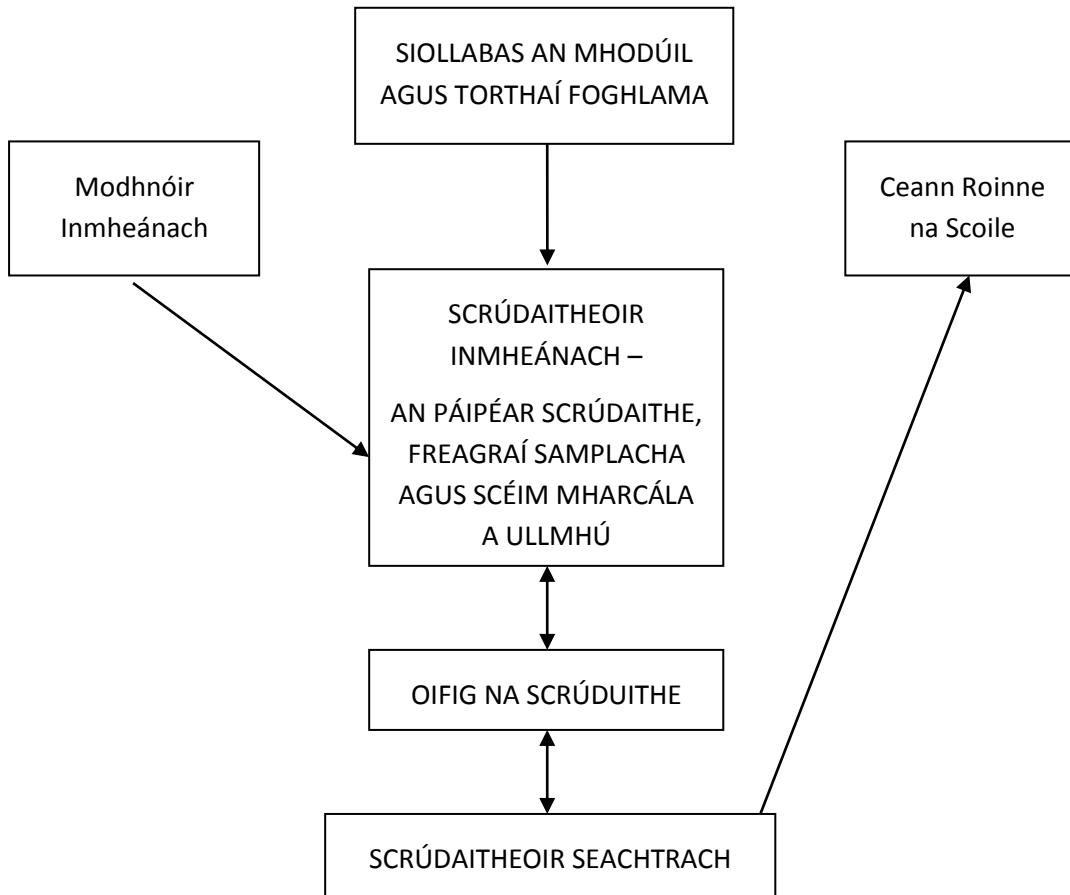 SIOLLABAS AN MHODÚIL
AGUS TORTHAÍ FOGHLAMA
Modhnóir
Inmheánach
Ceann Roinne
na Scoile
SCRÚDAITHEOIR
INMHEÁNACH –
AN PÁIPÉAR SCRÚDAITHE,
FREAGRAÍ SAMPLACHA
AGUS SCÉIM MHARCÁLA
A ULLMHÚ
OIFIG NA SCRÚDUITHE
SCRÚDAITHEOIR SEACHTRACH